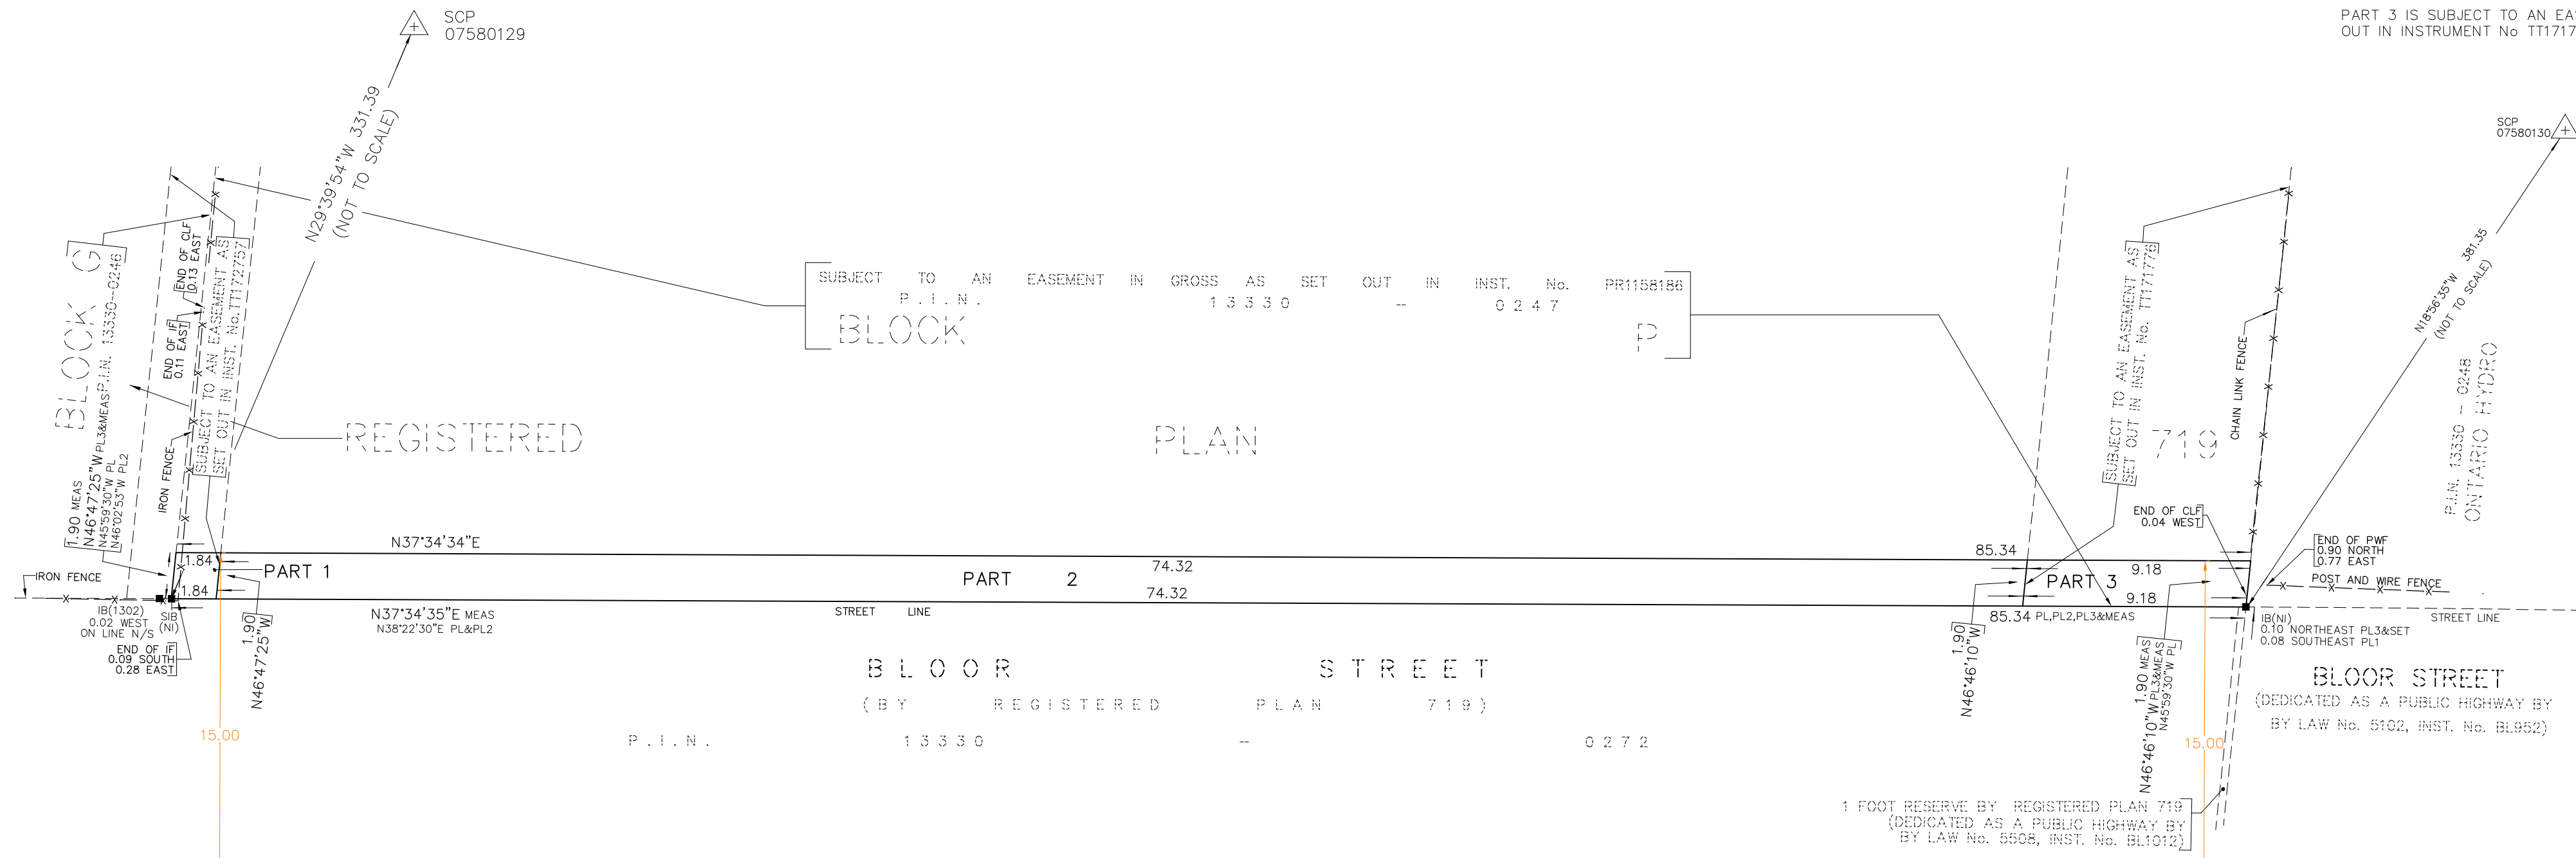 SCP
07580129
PART 3 IS SUBJECT TO AN EA
OUT IN INSTRUMENT No TT1717
SCP
07580130
N29°39'54"W 331.39
(NOT TO SCALE)
N18°56'35"W 381.35
(NOT TO SCALE)
BLOCK G
P.I.N. 13330-0246
1.90 MEAS
N46°47'25"W PL3&MEAS
N45°59'30"W PL
N46°02'53"W PL2
END OF CLF
0.13 EAST
END OF IF
0.11 EAST
IRON FENCE
SUBJECT TO AN EASEMENT AS
SET OUT IN INST. No.TT172757
SUBJECT TO AN EASEMENT IN GROSS AS SET OUT IN INST. No. PR1158186
P.I.N. 13330 - 0247
BLOCK P
REGISTERED PLAN 719
SUBJECT TO AN EASEMENT AS
SET OUT IN INST. No. TT171776
CHAIN LINK FENCE
P.I.N. 13330 - 0248
ONTARIO HYDRO
END OF CLF
0.04 WEST
END OF PWF
0.90 NORTH
0.77 EAST
POST AND WIRE FENCE
N37°34'34"E
85.34
1.84
PART 1
74.32
PART 2
9.18
PART 3
1.84
74.32
9.18
IRON FENCE
IB(1302)
0.02 WEST
ON LINE N/S
SIB
(NI)
END OF IF
0.09 SOUTH
0.28 EAST
1.90
N46°47'25"W
N37°34'35"E MEAS
N38°22'30"E PL&PL2
STREET LINE
85.34 PL,PL2,PL3&MEAS
1.90
N46°46'10"W
1.90 MEAS
N46°46'10"W PL3&MEAS
N45°59'30"W PL
IB(NI)
0.10 NORTHEAST PL3&SET
0.08 SOUTHEAST PL1
STREET LINE
BLOOR STREET
(BY REGISTERED PLAN 719)
P.I.N. 13330 - 0272
15.00
15.00
BLOOR STREET
(DEDICATED AS A PUBLIC HIGHWAY BY
BY LAW No. 5102, INST. No. BL952)
1 FOOT RESERVE BY REGISTERED PLAN 719
(DEDICATED AS A PUBLIC HIGHWAY BY
BY LAW No. 5508, INST. No. BL1012)